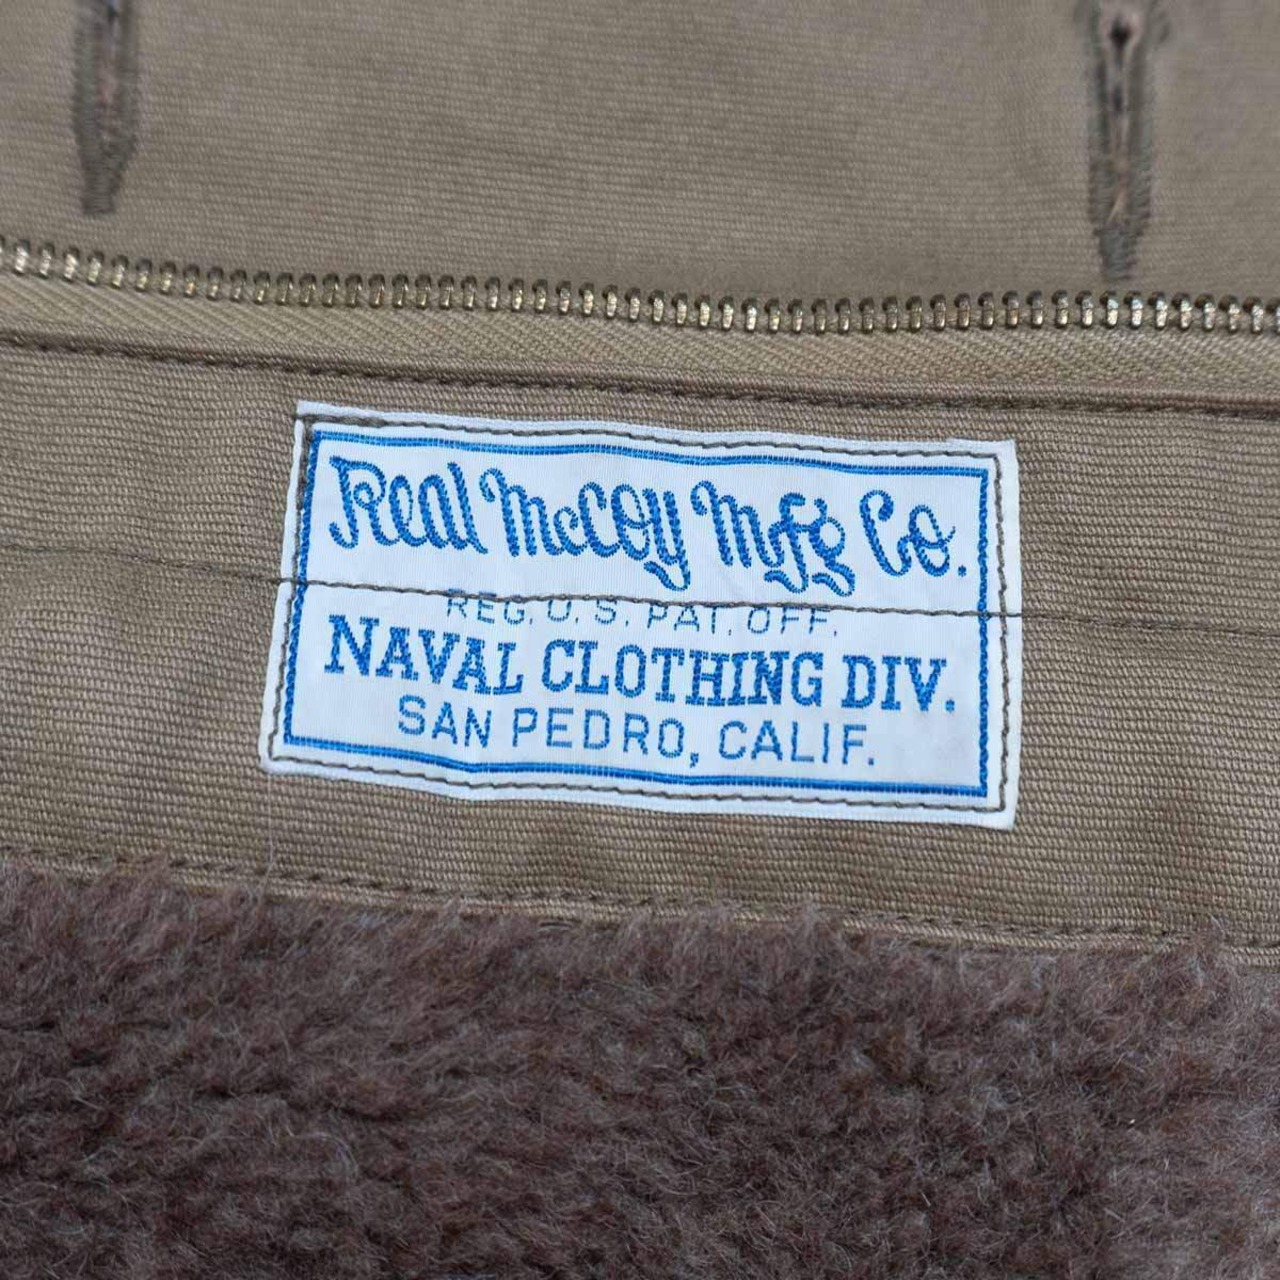 Real McCoy Mfg Co.
REG. U. S. PAT. OFF.
NAVAL CLOTHING DIV.
SAN PEDRO, CALIF.